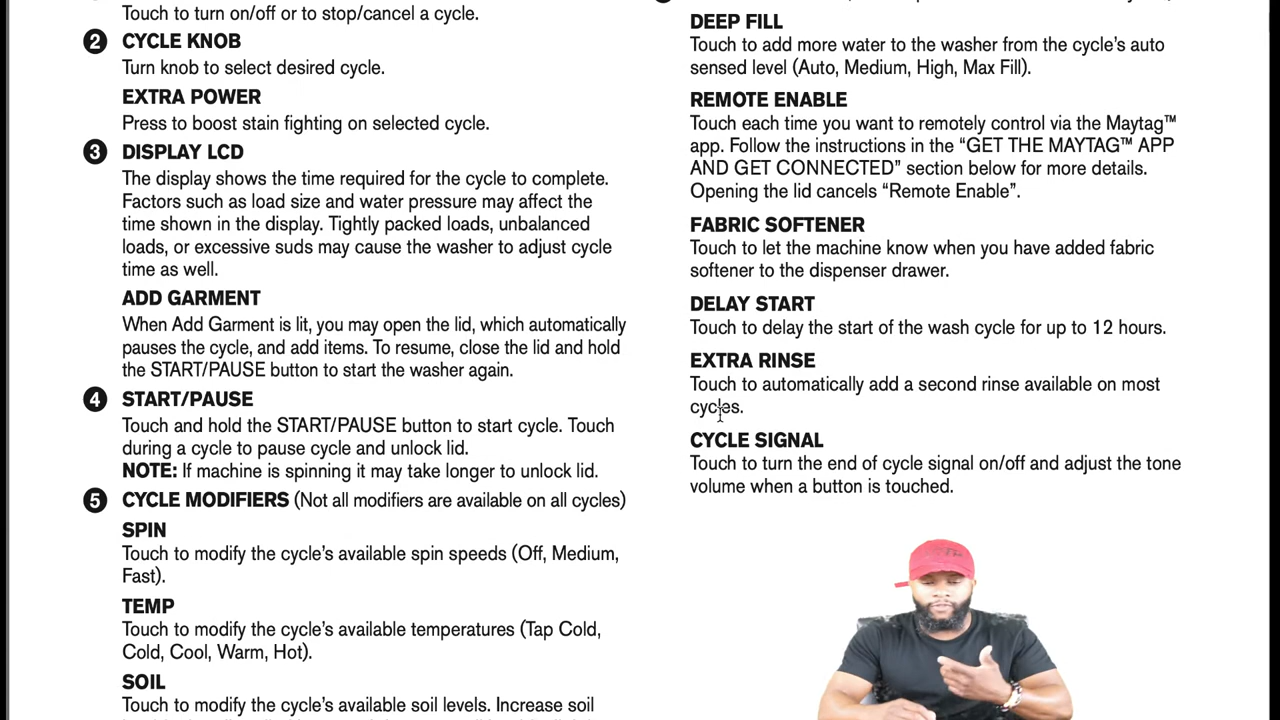 Touch to turn on/off or to stop/cancel a cycle.
2 CYCLE KNOB
Turn knob to select desired cycle.
EXTRA POWER
Press to boost stain fighting on selected cycle.
3 DISPLAY LCD
The display shows the time required for the cycle to complete.
Factors such as load size and water pressure may affect the
time shown in the display. Tightly packed loads, unbalanced
loads, or excessive suds may cause the washer to adjust cycle
time as well.
ADD GARMENT
When Add Garment is lit, you may open the lid, which automatically
pauses the cycle, and add items. To resume, close the lid and hold
the START/PAUSE button to start the washer again.
4 START/PAUSE
Touch and hold the START/PAUSE button to start cycle. Touch
during a cycle to pause cycle and unlock lid.
NOTE: If machine is spinning it may take longer to unlock lid.
5 CYCLE MODIFIERS (Not all modifiers are available on all cycles)
SPIN
Touch to modify the cycle's available spin speeds (Off, Medium,
Fast).
TEMP
Touch to modify the cycle's available temperatures (Tap Cold,
Cold, Cool, Warm, Hot).
SOIL
Touch to modify the cycle's available soil levels. Increase soil
DEEP FILL
Touch to add more water to the washer from the cycle's auto
sensed level (Auto, Medium, High, Max Fill).
REMOTE ENABLE
Touch each time you want to remotely control via the Maytag™
app. Follow the instructions in the “GET THE MAYTAG™ APP
AND GET CONNECTED” section below for more details.
Opening the lid cancels “Remote Enable”.
FABRIC SOFTENER
Touch to let the machine know when you have added fabric
softener to the dispenser drawer.
DELAY START
Touch to delay the start of the wash cycle for up to 12 hours.
EXTRA RINSE
Touch to automatically add a second rinse available on most
cycles.
CYCLE SIGNAL
Touch to turn the end of cycle signal on/off and adjust the tone
volume when a button is touched.